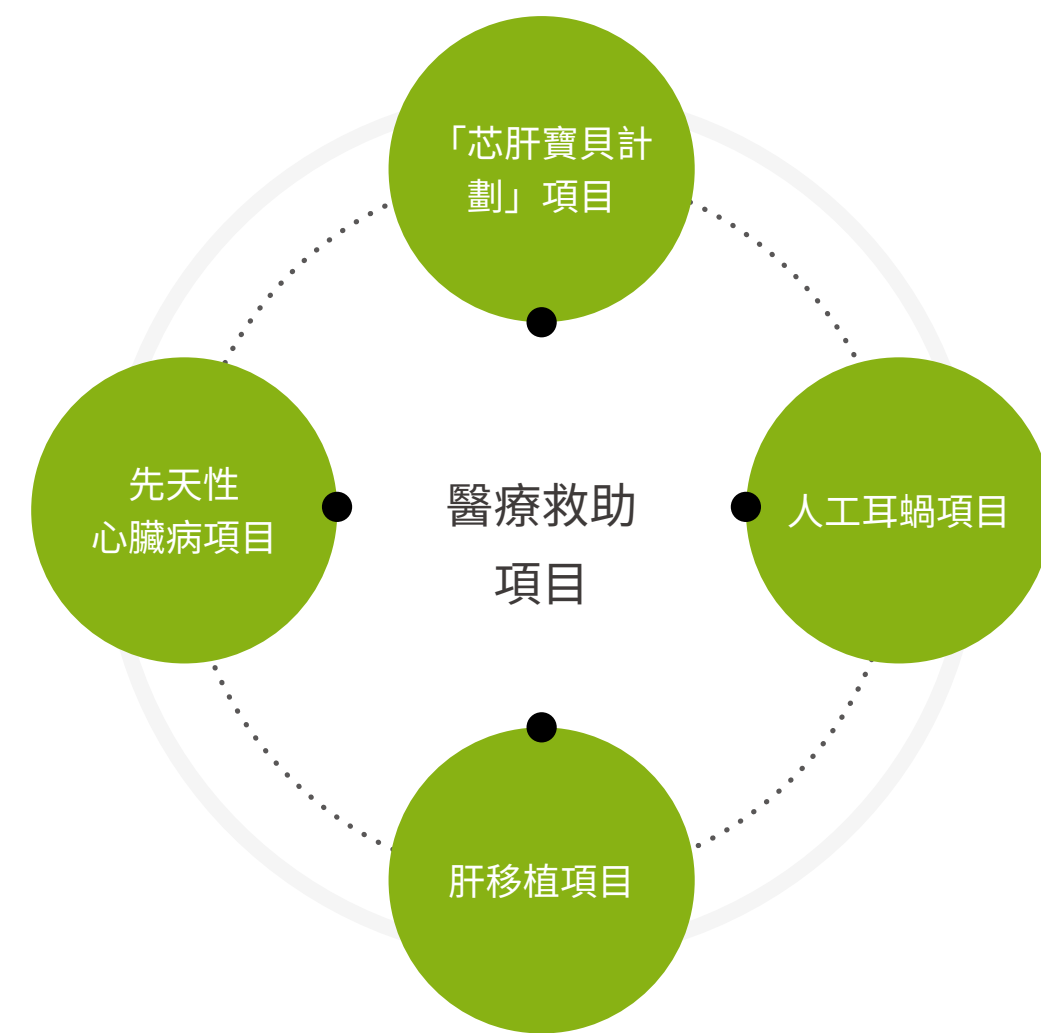 「芯肝寶貝計
劃」項目
先天性
心臟病項目
醫療救助
項目
人工耳蝸項目
肝移植項目